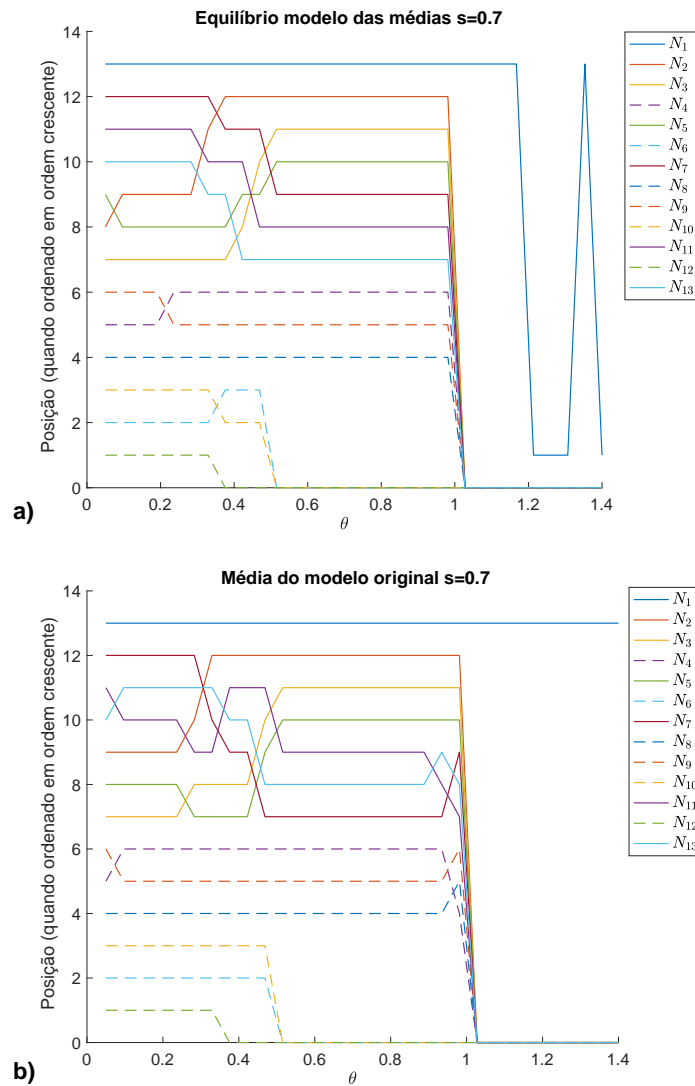 Equilíbrio modelo das médias s=0.7
Posição (quando ordenado em ordem crescente)
14
12
10
8
6
4
2
0
0
0.2
0.4
0.6
0.8
1
1.2
1.4
θ
N1
N2
N3
N4
N5
N6
N7
N8
N9
N10
N11
N12
N13
a)
Média do modelo original s=0.7
Posição (quando ordenado em ordem crescente)
14
12
10
8
6
4
2
0
0
0.2
0.4
0.6
0.8
1
1.2
1.4
θ
N1
N2
N3
N4
N5
N6
N7
N8
N9
N10
N11
N12
N13
b)